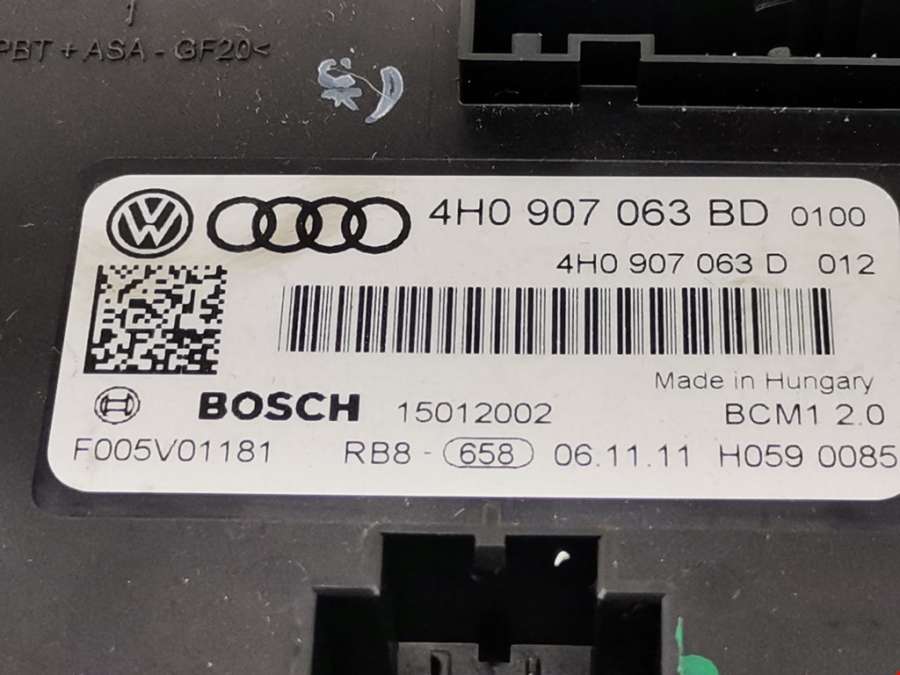 1
PBT + ASA - GF20<
4H0 907 063 BD 0100
4H0 907 063 D 012
Made in Hungary
BOSCH 15012002 BCM1 2.0
F005V01181 RB8 - 658 06.11.11 H059 0085